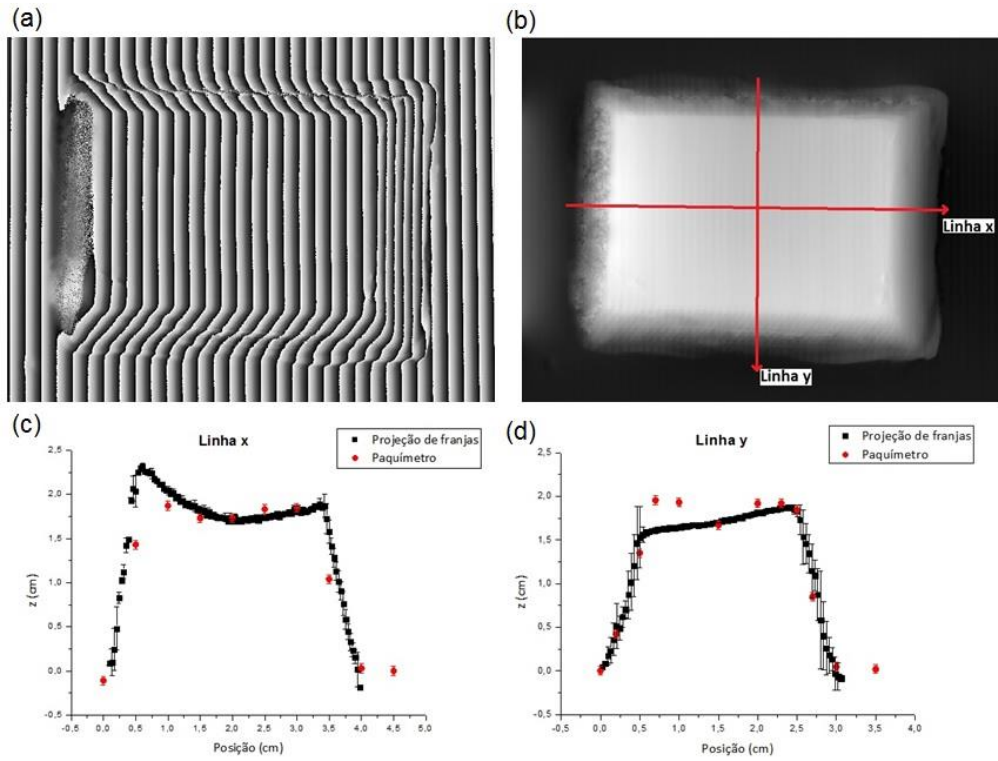 (a)
(b)
Linha x
Linha y
(c)
Linha x
Projeção de franjas
Paquímetro
2,5
2,0
1,5
1,0
0,5
0,0
-0,5
z (cm)
-0,5 0,0 0,5 1,0 1,5 2,0 2,5 3,0 3,5 4,0 4,5 5,0
Posição (cm)
(d)
Linha y
Projeção de franjas
Paquímetro
2,5
2,0
1,5
1,0
0,5
0,0
-0,5
z (cm)
-0,5 0,0 0,5 1,0 1,5 2,0 2,5 3,0 3,5 4,0
Posição (cm)